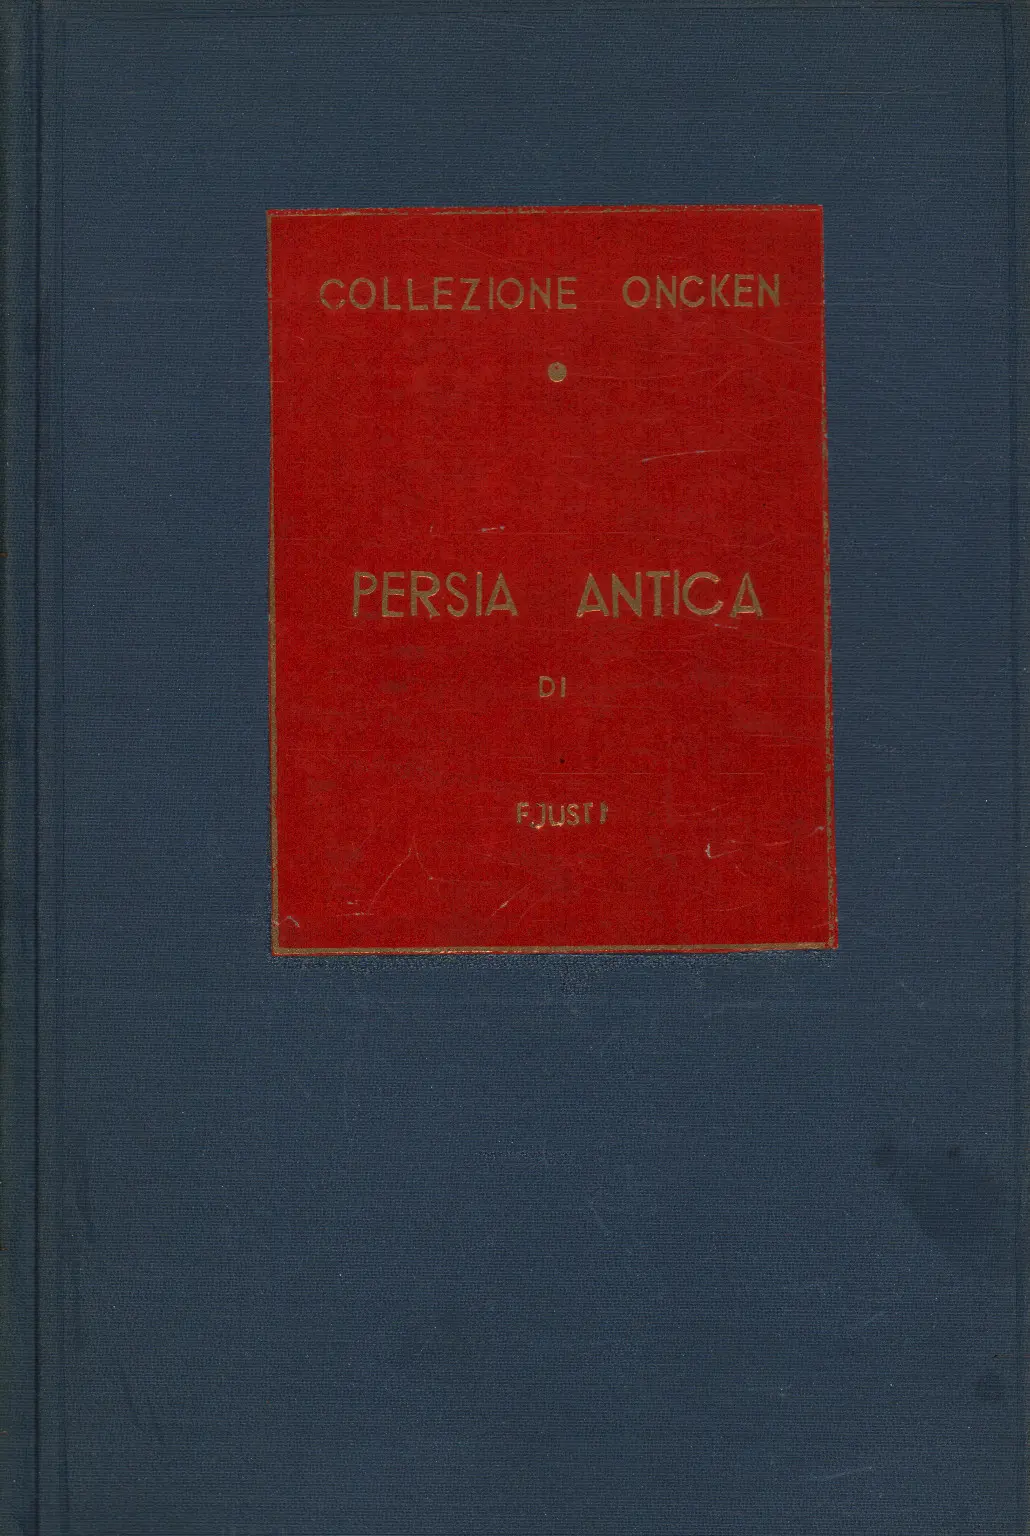 COLLEZIONE ONCKEN
PERSIA ANTICA
DI
F. JUSTI